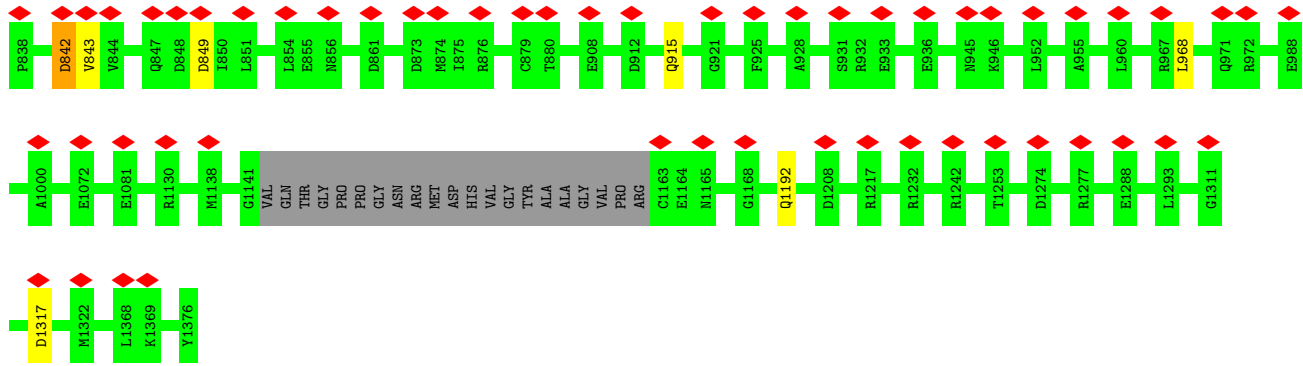 P838 D842 V843 V844 Q847 D848 D849 I850 L851 L854 E855 N856 D861 D873 M874 I875 R876 C879 T880 E908 D912 Q915 G921 F925 A928 S931 R932 E933 E936 N945 K946 L952 A955 L960 R967 L968 Q971 R972 E988
A1000 E1072 E1081 R1130 M1138 G1141 VAL GLN THR GLY PRO PRO GLY ASN ARG MET ASP HIS VAL GLY TYR ALA ALA GLY VAL PRO ARG C1163 E1164 N1165 G1168 Q1192 D1208 R1217 R1232 R1242 T1253 D1274 R1277 E1288 L1293 G1311
D1317 M1322 L1368 K1369 Y1376